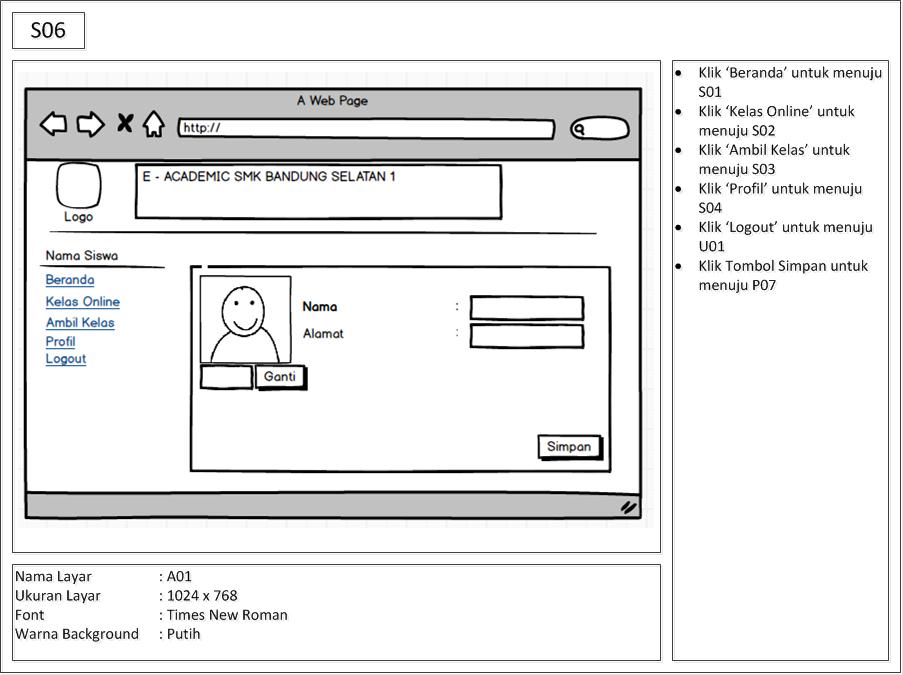 S06
A Web Page
http://
Logo
E - ACADEMIC SMK BANDUNG SELATAN 1
Nama Siswa
Beranda
Kelas Online
Ambil Kelas
Profil
Logout
Nama :
Alamat :
Ganti
Simpan
• Klik ‘Beranda’ untuk menuju
S01
• Klik ‘Kelas Online’ untuk
menuju S02
• Klik ‘Ambil Kelas’ untuk
menuju S03
• Klik ‘Profil’ untuk menuju
S04
• Klik ‘Logout’ untuk menuju
U01
• Klik Tombol Simpan untuk
menuju P07
Nama Layar : A01
Ukuran Layar : 1024 x 768
Font : Times New Roman
Warna Background : Putih